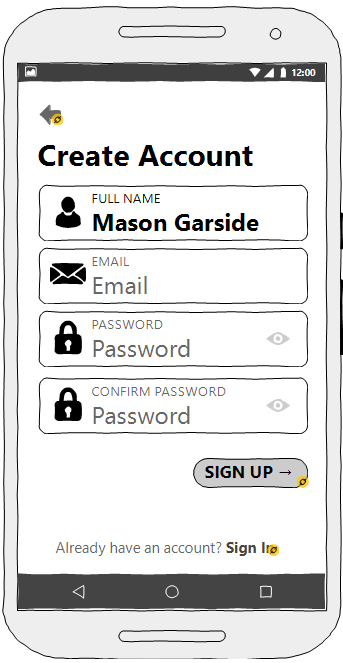 12:00
Create Account
FULL NAME
Mason Garside
EMAIL
Email
PASSWORD
Password
CONFIRM PASSWORD
Password
SIGN UP →
Already have an account? Sign In